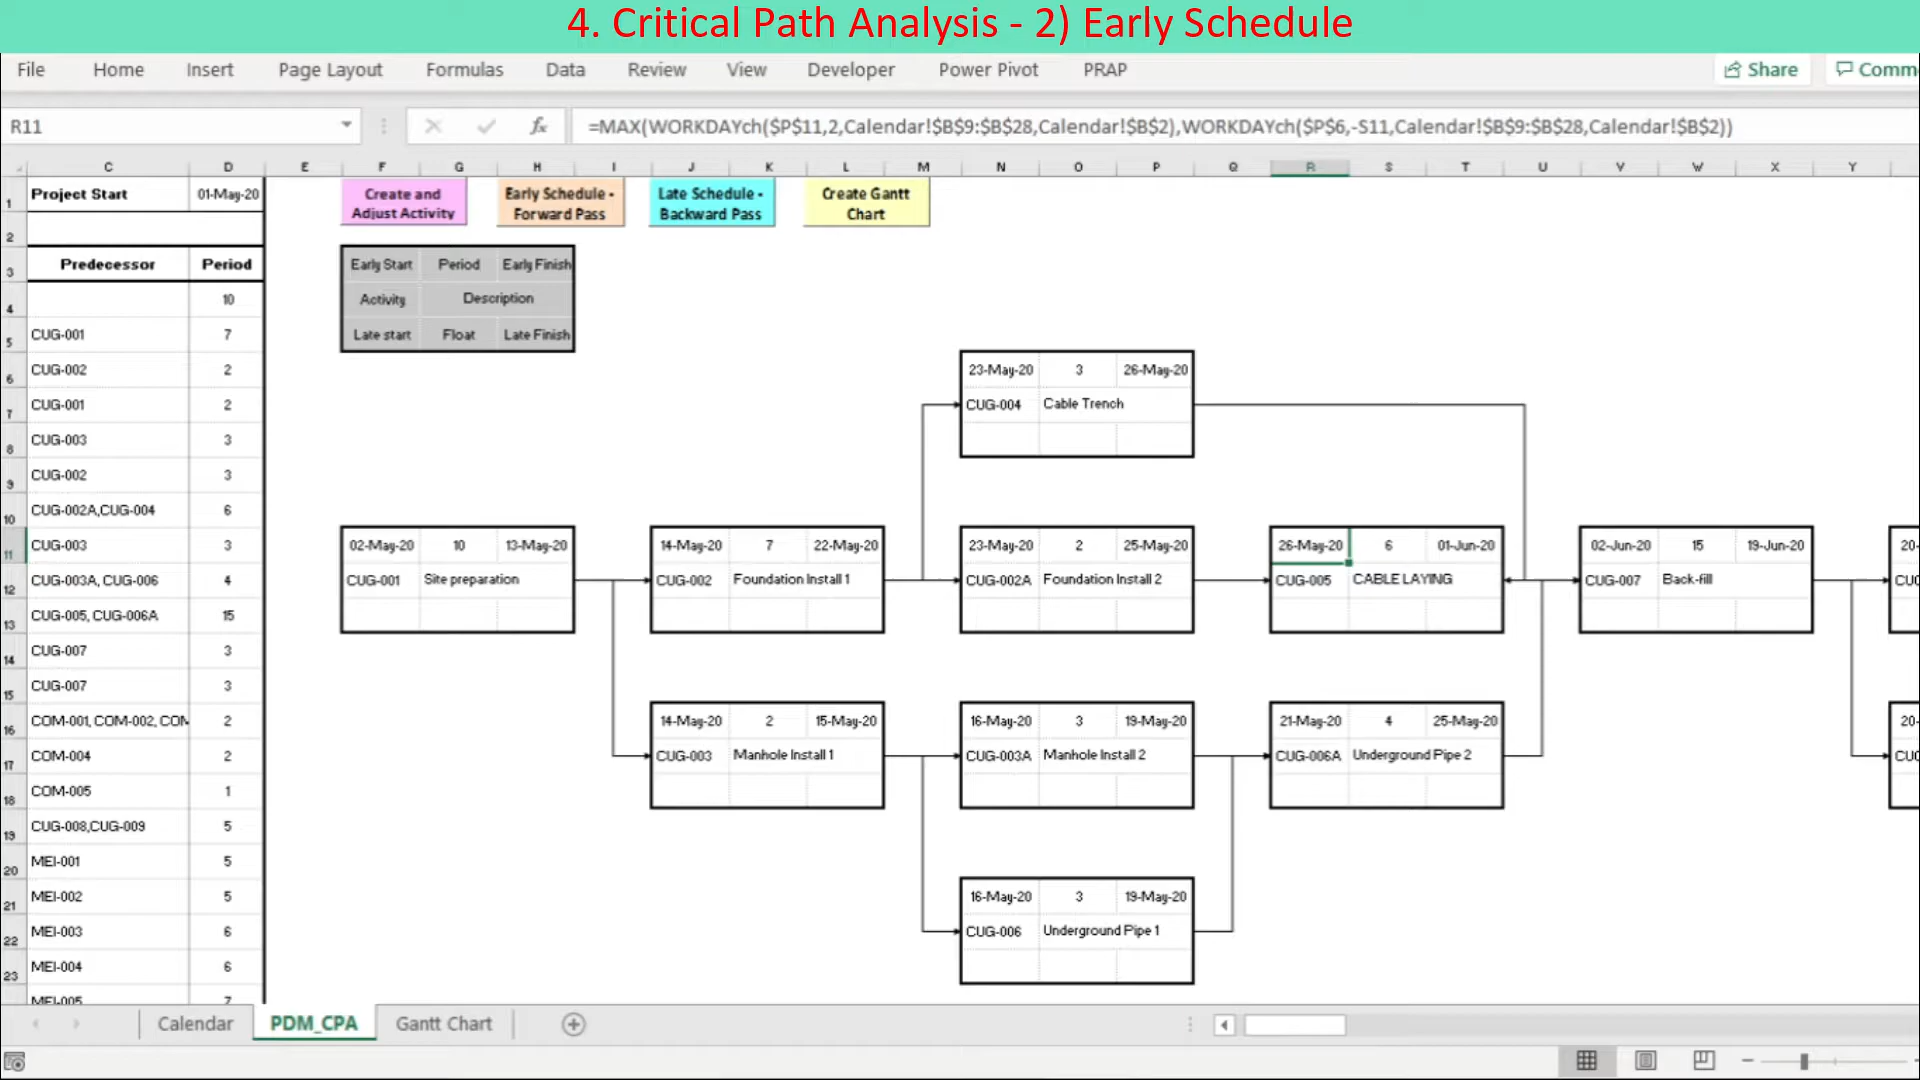 4. Critical Path Analysis - 2) Early Schedule
File Home Insert Page Layout Formulas Data Review View Developer Power Pivot PRAP Share Comm
R11 fx =MAX(WORKDAYch($P$11,2,Calendar!$B$9:$B$28,Calendar!$B$2),WORKDAYch($P$6,-S11,Calendar!$B$9:$B$28,Calendar!$B$2))
C D E F G H I J K L M N O P Q R S T U V W X Y
1 Project Start 01-May-20
Create and Adjust Activity
Early Schedule - Forward Pass
Late Schedule - Backward Pass
Create Gantt Chart
2
3 Predecessor Period Early Start Period Early Finish
4 10 Activity Description
5 CUG-001 7 Late start Float Late Finish
6 CUG-002 2 23-May-20 3 26-May-20
7 CUG-001 2 CUG-004 Cable Trench
8 CUG-003 3
9 CUG-002 3
10 CUG-002A,CUG-004 6
11 CUG-003 3 02-May-20 10 13-May-20 14-May-20 7 22-May-20 23-May-20 2 25-May-20 26-May-20 6 01-Jun-20 02-Jun-20 15 19-Jun-20 20-
12 CUG-003A, CUG-006 4 CUG-001 Site preparation CUG-002 Foundation Install 1 CUG-002A Foundation Install 2 CUG-005 CABLE LAYING CUG-007 Back-fill CUG
13 CUG-005, CUG-006A 15
14 CUG-007 3
15 CUG-007 3
16 COM-001, COM-002, COM 2 14-May-20 2 15-May-20 16-May-20 3 19-May-20 21-May-20 4 25-May-20 20-
17 COM-004 2 CUG-003 Manhole Install 1 CUG-003A Manhole Install 2 CUG-006A Underground Pipe 2 CUG
18 COM-005 1
19 CUG-008,CUG-009 5
20 MEI-001 5
21 MEI-002 5 16-May-20 3 19-May-20
22 MEI-003 6 CUG-006 Underground Pipe 1
23 MEI-004 6
MEI-005 7
Calendar PDM_CPA Gantt Chart